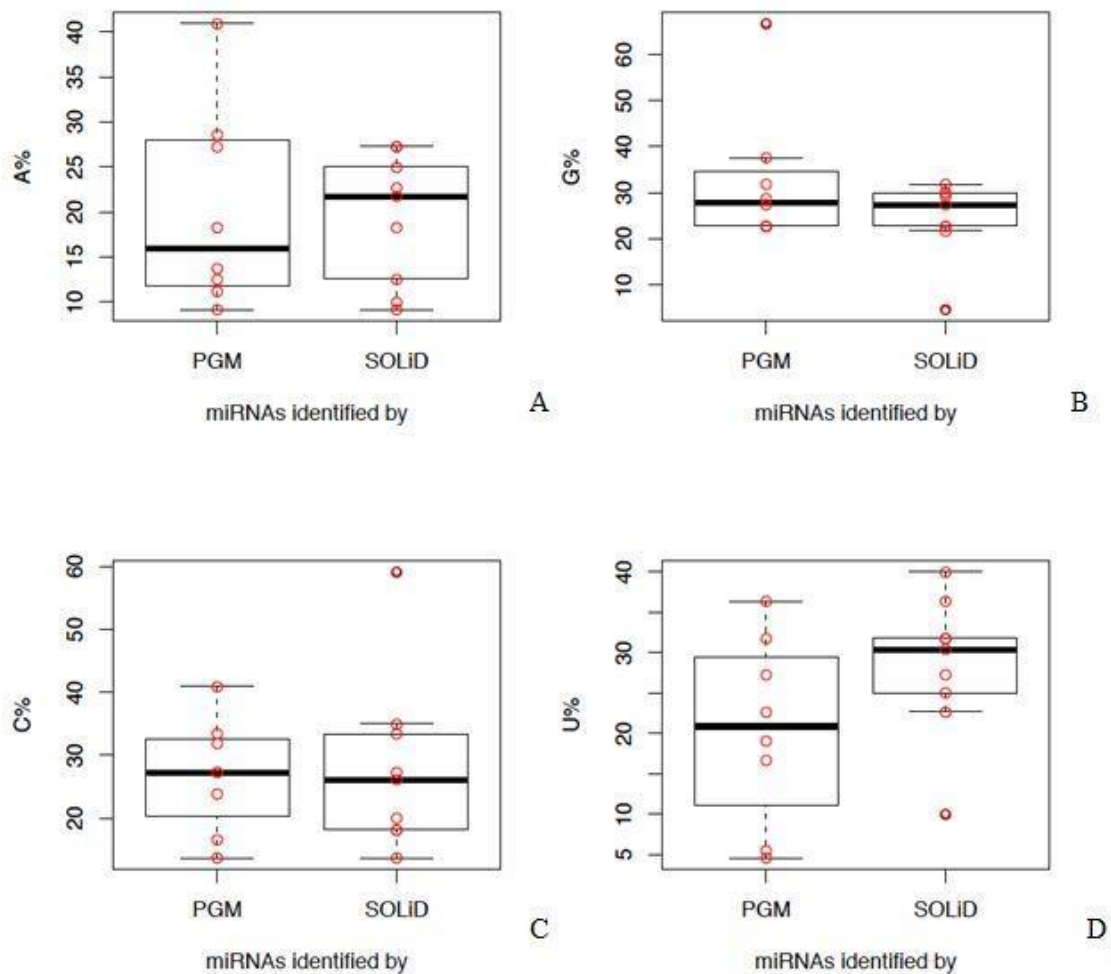 A%
40
35
30
25
20
15
10
PGM
SOLiD
miRNAs identified by
A
G%
60
50
40
30
20
10
PGM
SOLiD
miRNAs identified by
B
C%
60
50
40
30
20
PGM
SOLiD
miRNAs identified by
C
U%
40
30
20
10
5
PGM
SOLiD
miRNAs identified by
D